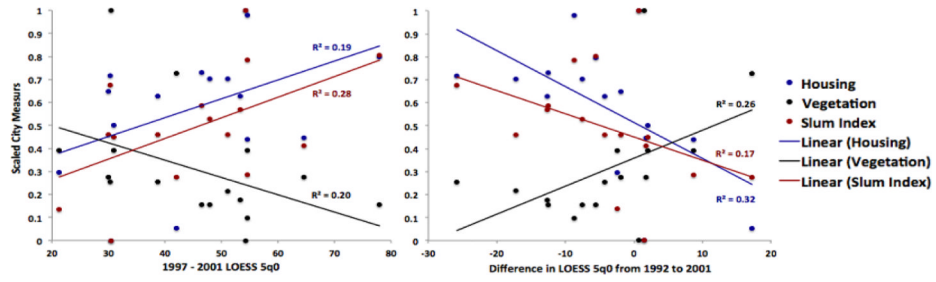 Scaled City Measures
1
0.9
0.8
0.7
0.6
0.5
0.4
0.3
0.2
0.1
0
R² = 0.19
R² = 0.28
R² = 0.20
20 30 40 50 60 70 80
1997 - 2001 LOESS 5q0
1
0.9
0.8
0.7
0.6
0.5
0.4
0.3
0.2
0.1
0
R² = 0.26
R² = 0.17
R² = 0.32
-30 -20 -10 0 10 20
Difference in LOESS 5q0 from 1992 to 2001
Housing
Vegetation
Slum Index
Linear (Housing)
Linear (Vegetation)
Linear (Slum Index)